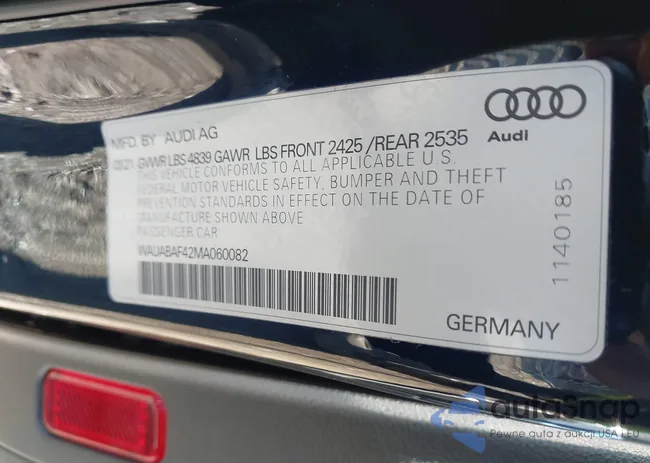 MFD. BY AUDI AG
05/21 GVWR LBS 4839 GAWR LBS FRONT 2425 /REAR 2535
THIS VEHICLE CONFORMS TO ALL APPLICABLE U.S.
FEDERAL MOTOR VEHICLE SAFETY, BUMPER AND THEFT
PREVENTION STANDARDS IN EFFECT ON THE DATE OF
MANUFACTURE SHOWN ABOVE
PASSENGER CAR
WAUABAF42MA060082
Audi
1140185
GERMANY
autoSnap
Pewne auta z aukcji USA i EU